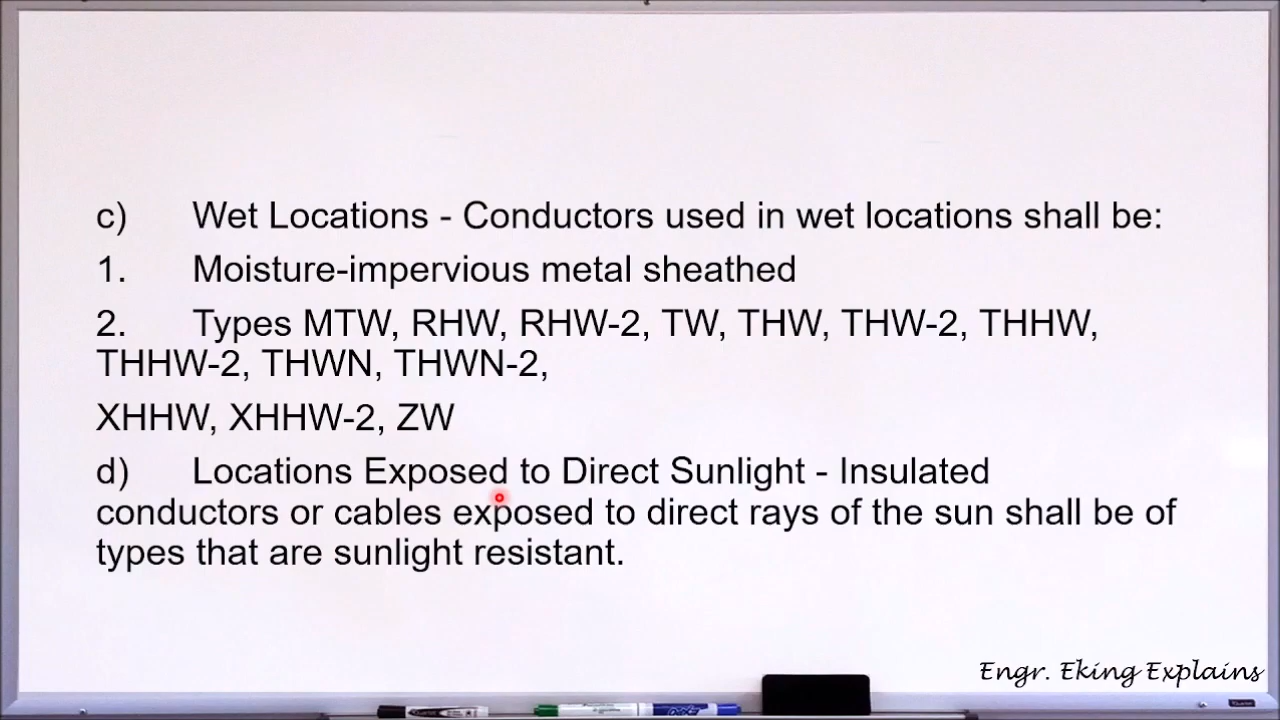 c) Wet Locations - Conductors used in wet locations shall be:
1. Moisture-impervious metal sheathed
2. Types MTW, RHW, RHW-2, TW, THW, THW-2, THHW,
THHW-2, THWN, THWN-2,
XHHW, XHHW-2, ZW
d) Locations Exposed to Direct Sunlight - Insulated
conductors or cables exposed to direct rays of the sun shall be of
types that are sunlight resistant.
Engr. Eking Explains